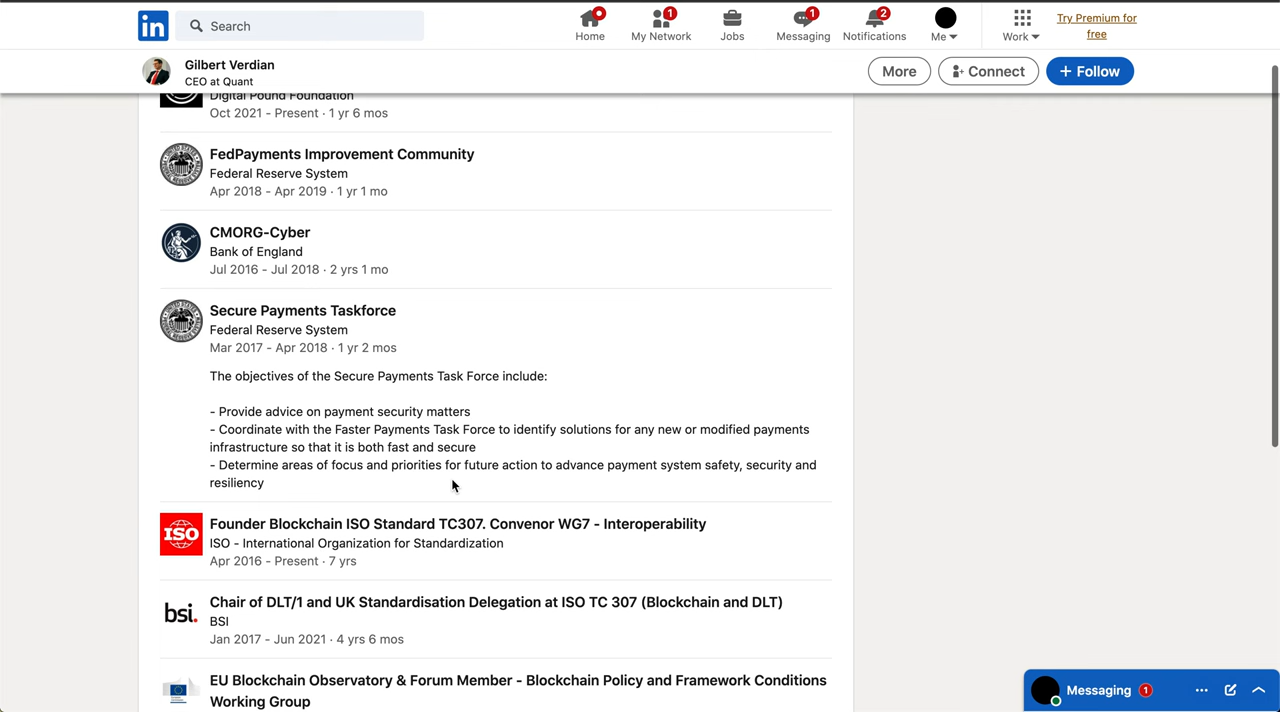 in
Search
1
1
2
Home
My Network
Jobs
Messaging
Notifications
Me
Work
Try Premium for
free
Gilbert Verdian
CEO at Quant
More
Connect
+ Follow
Digital Pound Foundation
Oct 2021 - Present · 1 yr 6 mos
FedPayments Improvement Community
Federal Reserve System
Apr 2018 - Apr 2019 · 1 yr 1 mo
CMORG-Cyber
Bank of England
Jul 2016 - Jul 2018 · 2 yrs 1 mo
Secure Payments Taskforce
Federal Reserve System
Mar 2017 - Apr 2018 · 1 yr 2 mos
The objectives of the Secure Payments Task Force include:
- Provide advice on payment security matters
- Coordinate with the Faster Payments Task Force to identify solutions for any new or modified payments
infrastructure so that it is both fast and secure
- Determine areas of focus and priorities for future action to advance payment system safety, security and
resiliency
ISO
Founder Blockchain ISO Standard TC307. Convenor WG7 - Interoperability
ISO - International Organization for Standardization
Apr 2016 - Present · 7 yrs
bsi.
Chair of DLT/1 and UK Standardisation Delegation at ISO TC 307 (Blockchain and DLT)
BSI
Jan 2017 - Jun 2021 · 4 yrs 6 mos
EU Blockchain Observatory & Forum Member - Blockchain Policy and Framework Conditions
Working Group
Messaging 1